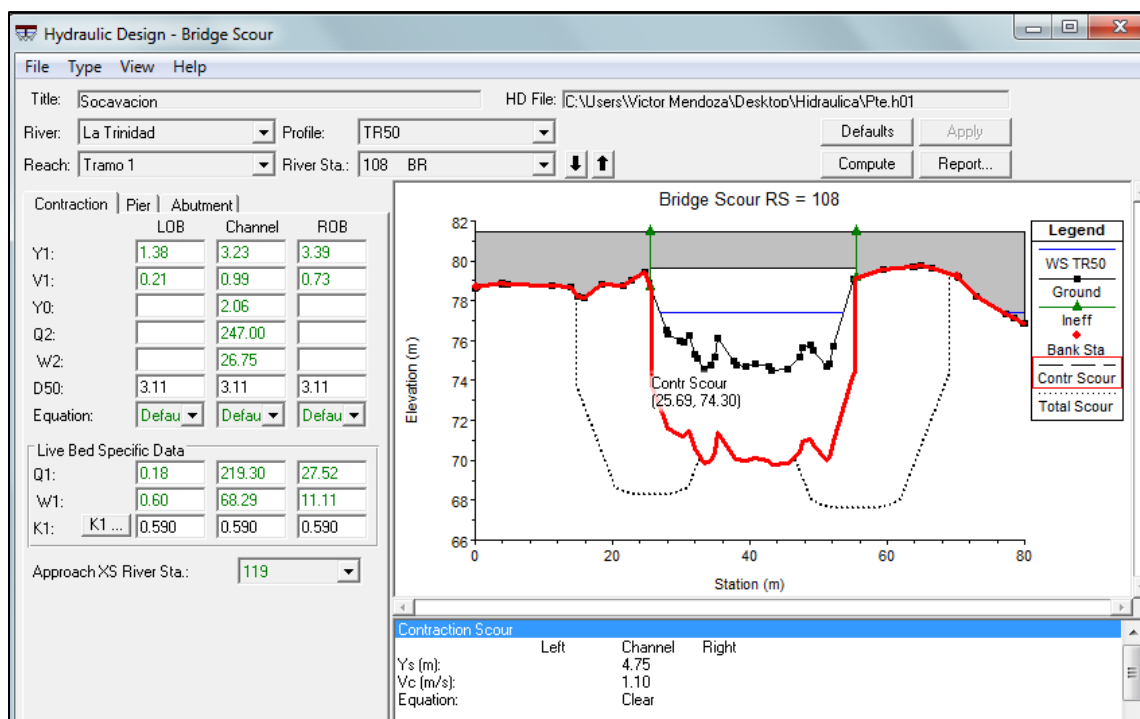 Hydraulic Design - Bridge Scour
File Type View Help
Title: Socavacion HD File: C:\Users\Victor Mendoza\Desktop\Hidraulica\Pte.h01
River: La Trinidad Profile: TR50 Defaults Apply
Reach: Tramo 1 River Sta.: 108 BR Compute Report...
Contraction Pier Abutment
LOB Channel ROB
Y1: 1.38 3.23 3.39
V1: 0.21 0.99 0.73
Y0: 2.06
Q2: 247.00
W2: 26.75
D50: 3.11 3.11 3.11
Equation: Defau Defau Defau
Live Bed Specific Data
Q1: 0.18 219.30 27.52
W1: 0.60 68.29 11.11
K1: K1 ... 0.590 0.590 0.590
Approach XS River Sta.: 119
Bridge Scour RS = 108
82
80
78
76
74
72
70
68
66
Elevation (m)
0 20 40 60 80
Station (m)
Contr Scour
(25.69, 74.30)
Legend
WS TR50
Ground
Ineff
Bank Sta
Contr Scour
Total Scour
Contraction Scour
Left Channel Right
Ys (m): 4.75
Vc (m/s): 1.10
Equation: Clear